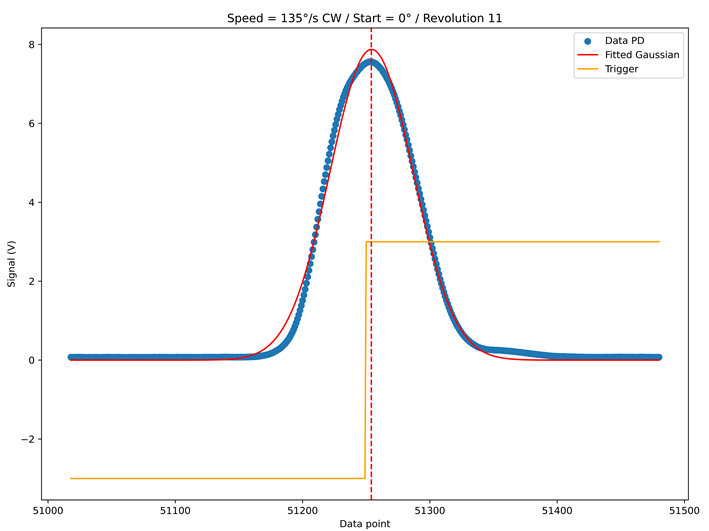 Speed = 135°/s CW / Start = 0° / Revolution 11
Data PD
Fitted Gaussian
Trigger
Signal (V)
8
6
4
2
0
−2
51000 51100 51200 51300 51400 51500
Data point